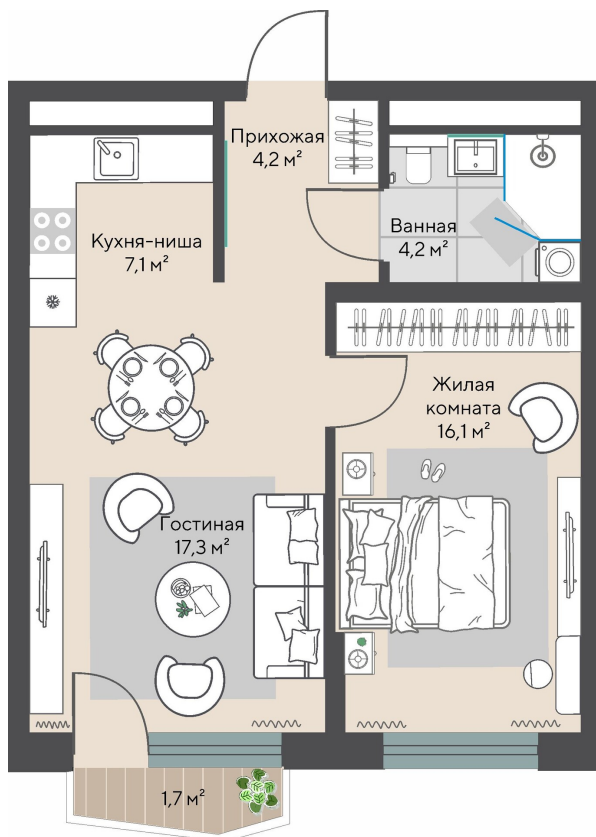 Прихожая
4,2 м²
Кухня-ниша
7,1 м²
Ванная
4,2 м²
Жилая
комната
16,1 м²
Гостиная
17,3 м²
1,7 м²